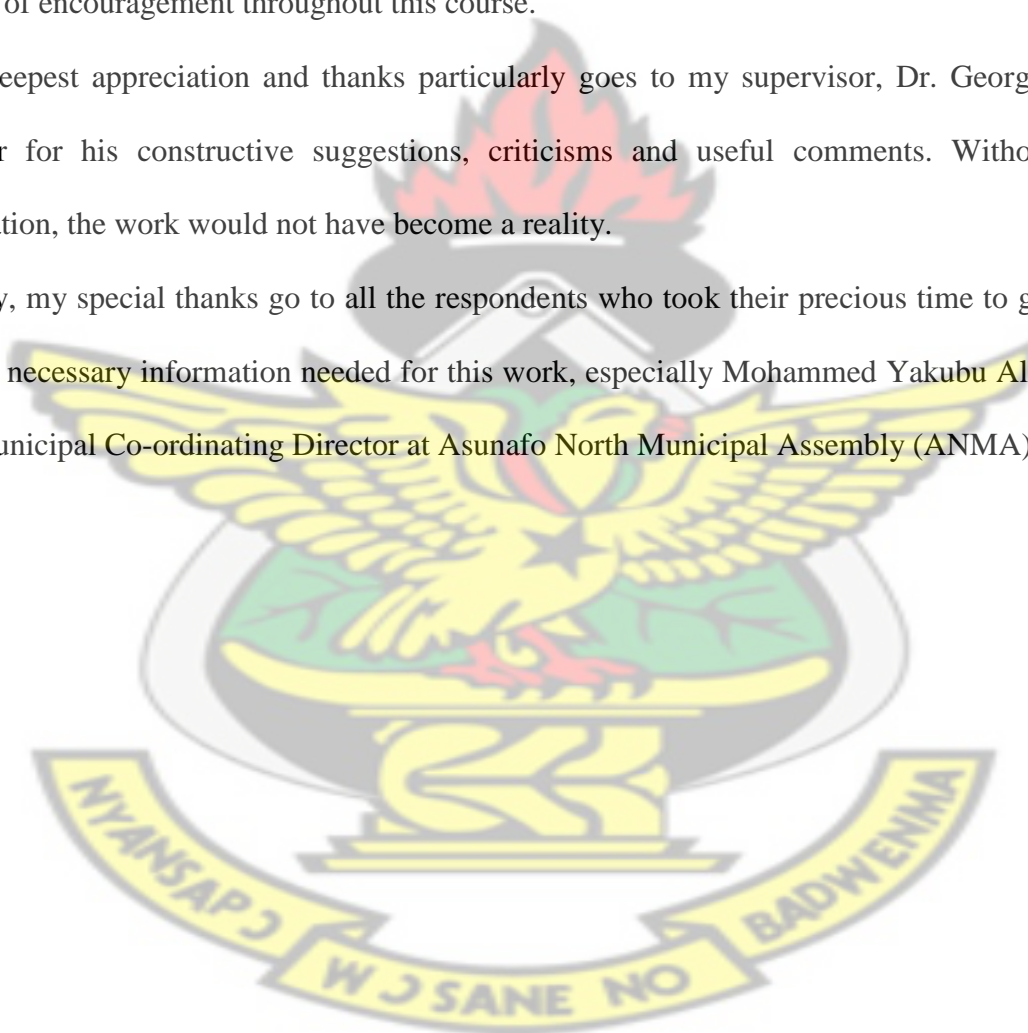 of encouragement throughout this course.
eepest appreciation and thanks particularly goes to my supervisor, Dr. Georg
r for his constructive suggestions, criticisms and useful comments. Witho
tion, the work would not have become a reality.
y, my special thanks go to all the respondents who took their precious time to g
necessary information needed for this work, especially Mohammed Yakubu Al
unicipal Co-ordinating Director at Asunafo North Municipal Assembly (ANMA)
NYANSAPƆ
WƆSANE NO
BADWENMA